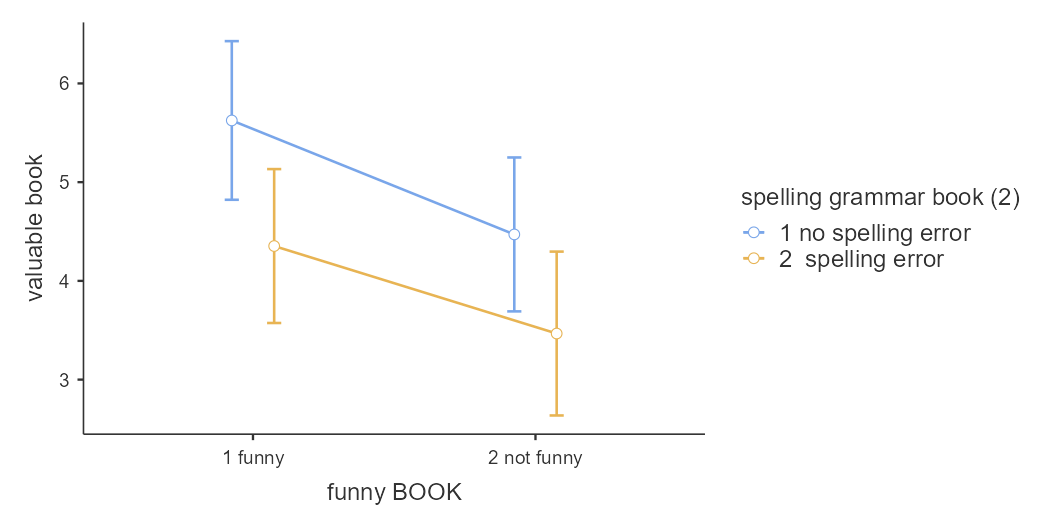 6
5
4
3
valuable book
1 funny
2 not funny
funny BOOK
spelling grammar book (2)
1 no spelling error
2  spelling error